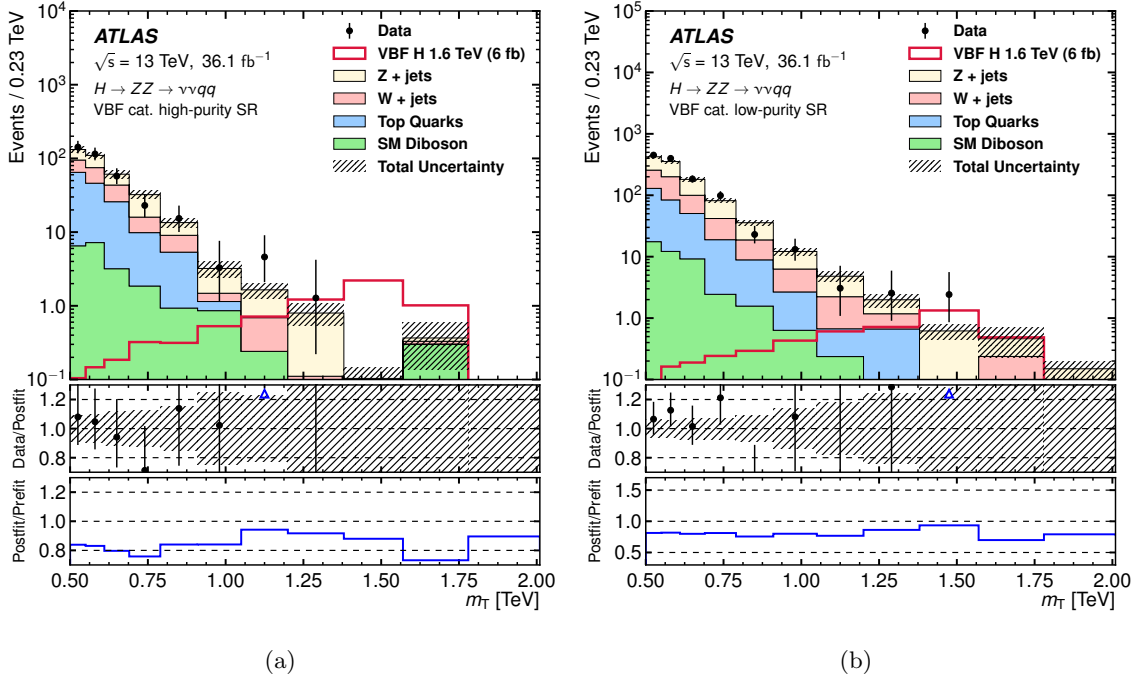 Events / 0.23 TeV
10⁵
10⁴
10³
10²
10
1.0
10⁻¹
ATLAS
√s = 13 TeV, 36.1 fb⁻¹
H → ZZ → ννqq
VBF cat. high-purity SR
Data
VBF H 1.6 TeV (6 fb)
Z + jets
W + jets
Top Quarks
SM Diboson
Total Uncertainty
Data/Postfit
1.2
1.0
0.8
Postfit/Prefit
1.2
1.0
0.8
0.50 0.75 1.00 1.25 1.50 1.75 2.00
m_T [TeV]
(a)
Events / 0.23 TeV
10⁵
10⁴
10³
10²
10
1.0
10⁻¹
ATLAS
√s = 13 TeV, 36.1 fb⁻¹
H → ZZ → ννqq
VBF cat. low-purity SR
Data
VBF H 1.6 TeV (6 fb)
Z + jets
W + jets
Top Quarks
SM Diboson
Total Uncertainty
Data/Postfit
1.2
1.0
0.8
Postfit/Prefit
1.5
1.0
0.5
0.50 0.75 1.00 1.25 1.50 1.75 2.00
m_T [TeV]
(b)